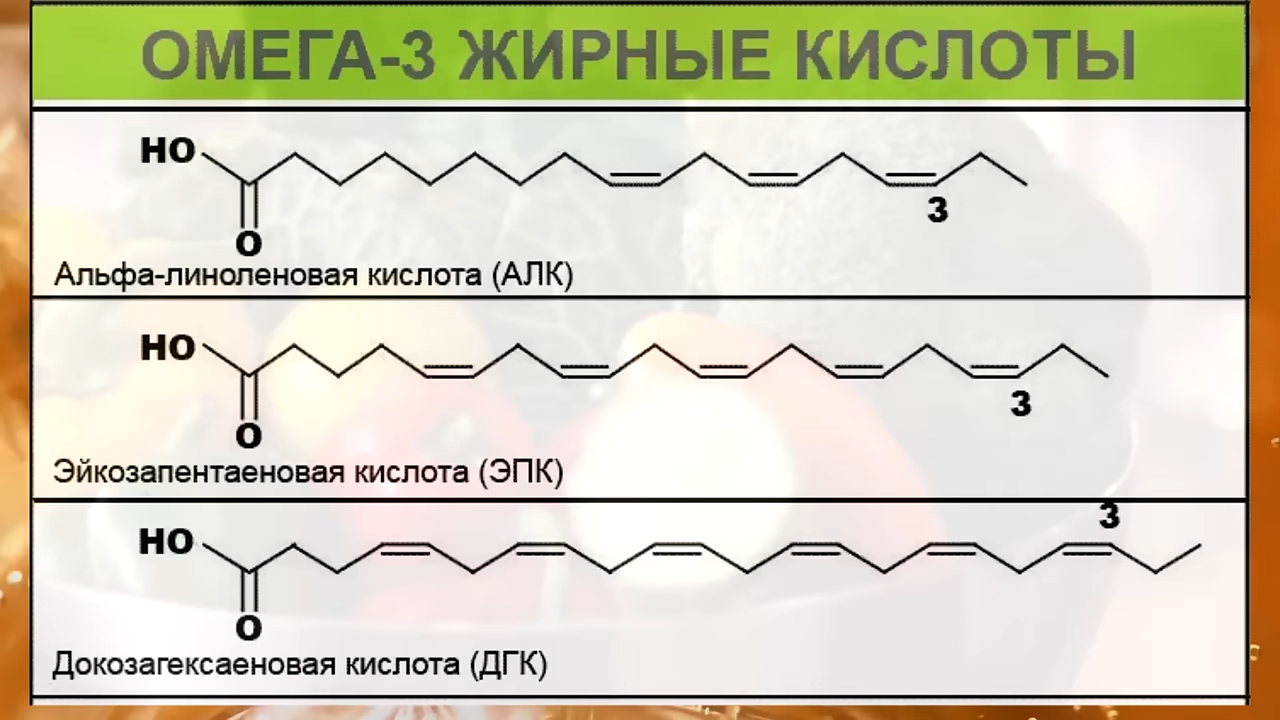 ОМЕГА-3 ЖИРНЫЕ КИСЛОТЫ
HO
O
3
Альфа-линоленовая кислота (АЛК)
HO
O
3
Эйкозапентаеновая кислота (ЭПК)
3
HO
O
Докозагексаеновая кислота (ДГК)